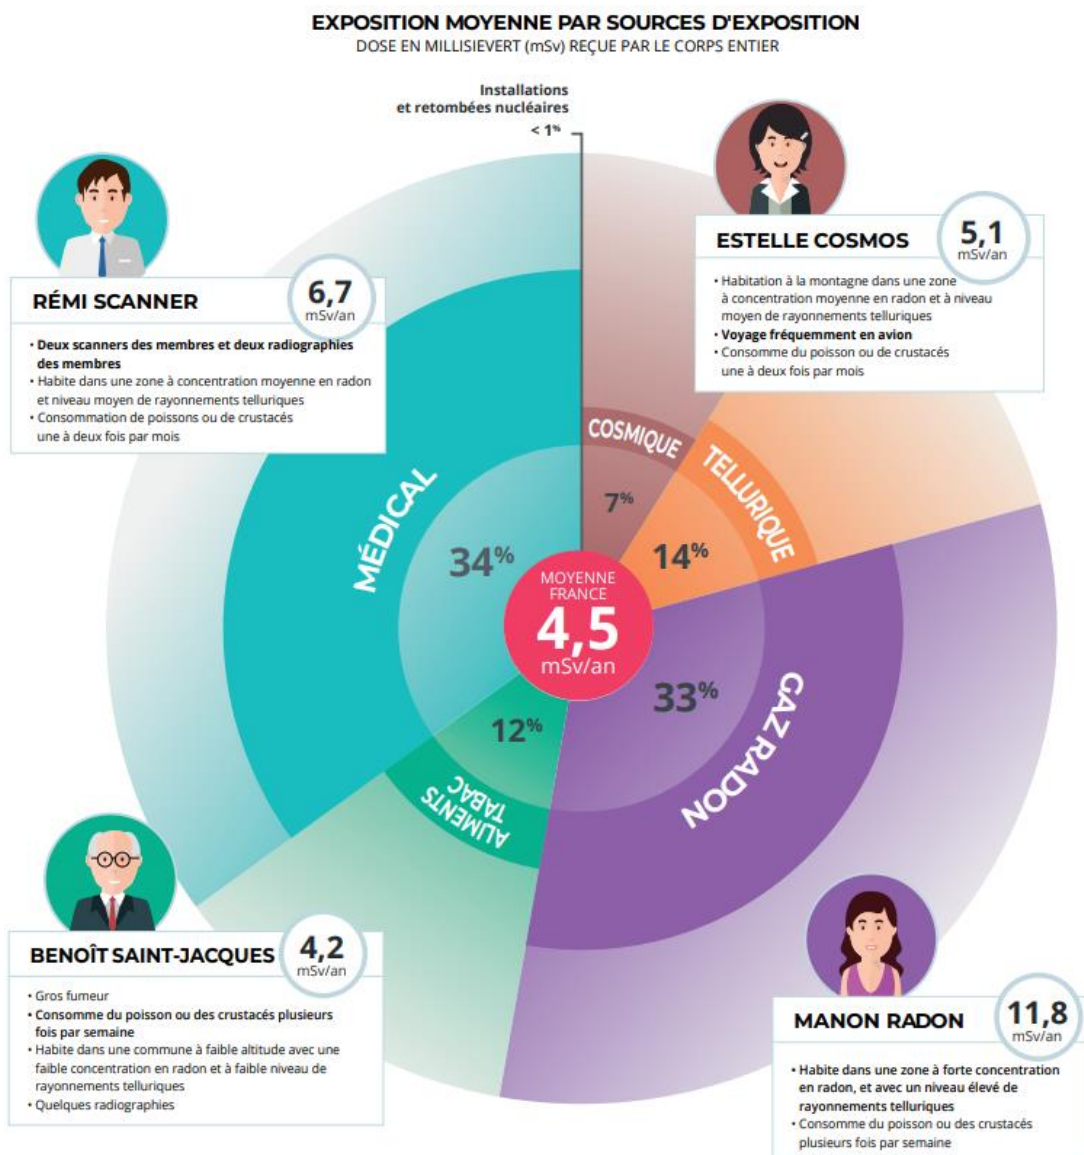 EXPOSITION MOYENNE PAR SOURCES D'EXPOSITION
DOSE EN MILLISIEVERT (mSv) REÇUE PAR LE CORPS ENTIER
Installations
et retombées nucléaires
< 1%
RÉMI SCANNER
6,7
mSv/an
• Deux scanners des membres et deux radiographies
des membres
• Habite dans une zone à concentration moyenne en radon
et niveau moyen de rayonnements telluriques
• Consommation de poissons ou de crustacés
une à deux fois par mois
ESTELLE COSMOS
5,1
mSv/an
• Habitation à la montagne dans une zone
à concentration moyenne en radon et à niveau
moyen de rayonnements telluriques
• Voyage fréquemment en avion
• Consomme du poisson ou de crustacés
une à deux fois par mois
COSMIQUE
7%
TELLURIQUE
14%
MÉDICAL
34%
MOYENNE
FRANCE
4,5
mSv/an
GAZ RADON
33%
12%
ALIMENTS
TABAC
BENOÎT SAINT-JACQUES
4,2
mSv/an
• Gros fumeur
• Consomme du poisson ou des crustacés plusieurs
fois par semaine
• Habite dans une commune à faible altitude avec une
faible concentration en radon et à faible niveau de
rayonnements telluriques
• Quelques radiographies
MANON RADON
11,8
mSv/an
• Habite dans une zone à forte concentration
en radon, et avec un niveau élevé de
rayonnements telluriques
• Consomme du poisson ou des crustacés
plusieurs fois par semaine